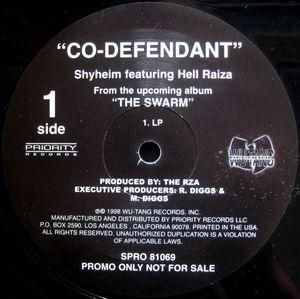 "CO-DEFENDANT"
Shyheim featuring Hell Raiza
From the upcoming album
"THE SWARM"
1
side
1. LP
PRIORITY
RECORDS
WU-TANG
PRODUCED BY: THE RZA
EXECUTIVE PRODUCERS: R. DIGGS &
M. DIGGS
℗©1998 WU-TANG RECORDS, INC.
MANUFACTURED AND DISTRIBUTED BY PRIORITY RECORDS LLC
P.O. BOX 2590. LOS ANGELES , CALIFORNIA 90078. PRINTED IN THE USA.
ALL RIGHTS RESERVED. UNAUTHORIZED DUPLICATION IS A VIOLATION
OF APPLICABLE LAWS.
SPRO 81069
PROMO ONLY NOT FOR SALE